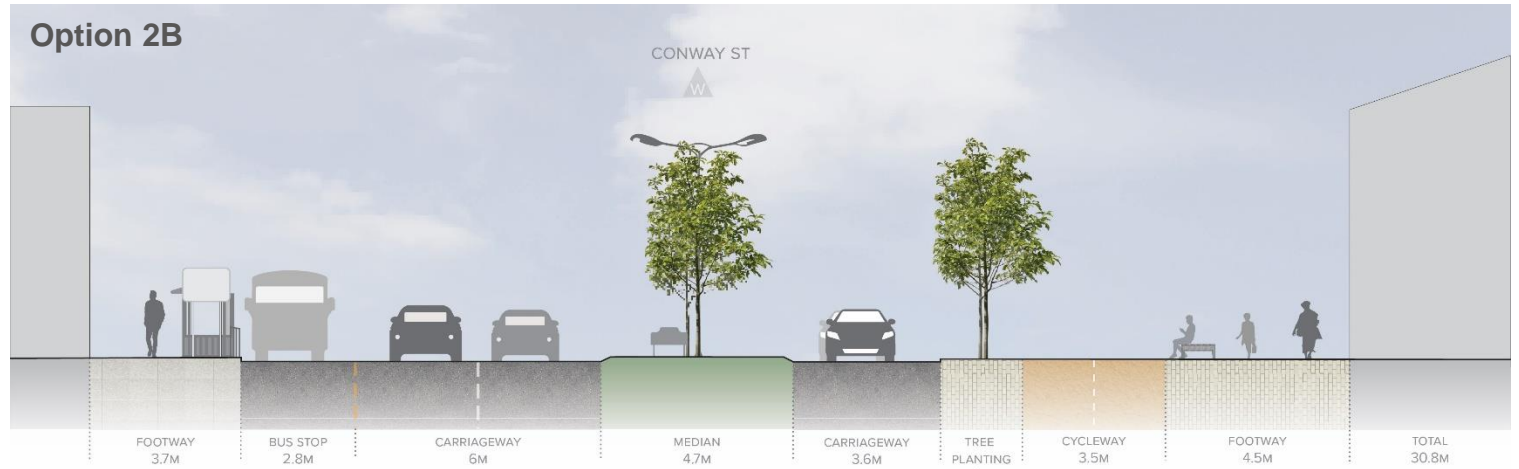 Option 2B
CONWAY ST
W
FOOTWAY
3.7M
BUS STOP
2.8M
CARRIAGEWAY
6M
MEDIAN
4.7M
CARRIAGEWAY
3.6M
TREE
PLANTING
CYCLEWAY
3.5M
FOOTWAY
4.5M
TOTAL
30.8M